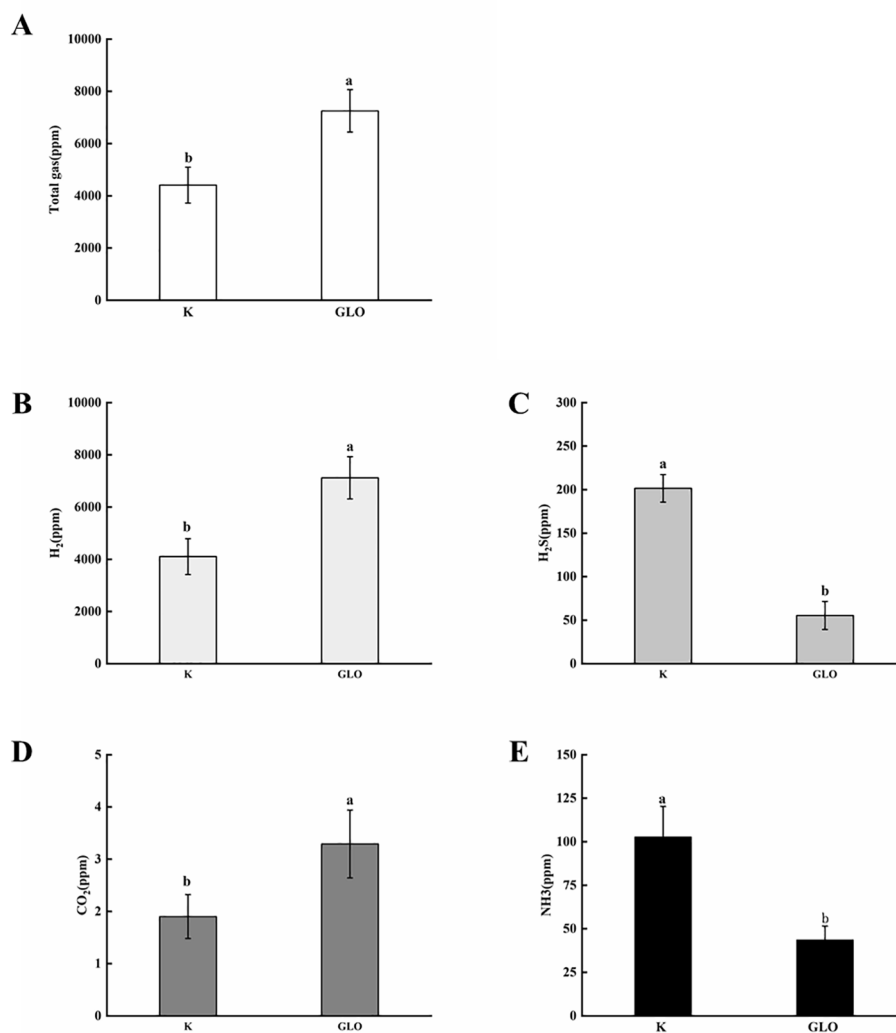 A
Total gas(ppm)
10000
8000
6000
4000
2000
0
b
a
K
GLO
B
H₂(ppm)
10000
8000
6000
4000
2000
0
b
a
K
GLO
C
H₂S(ppm)
300
250
200
150
100
50
0
a
b
K
GLO
D
CO₂(ppm)
5
4
3
2
1
0
b
a
K
GLO
E
NH3(ppm)
150
125
100
75
50
25
0
a
b
K
GLO